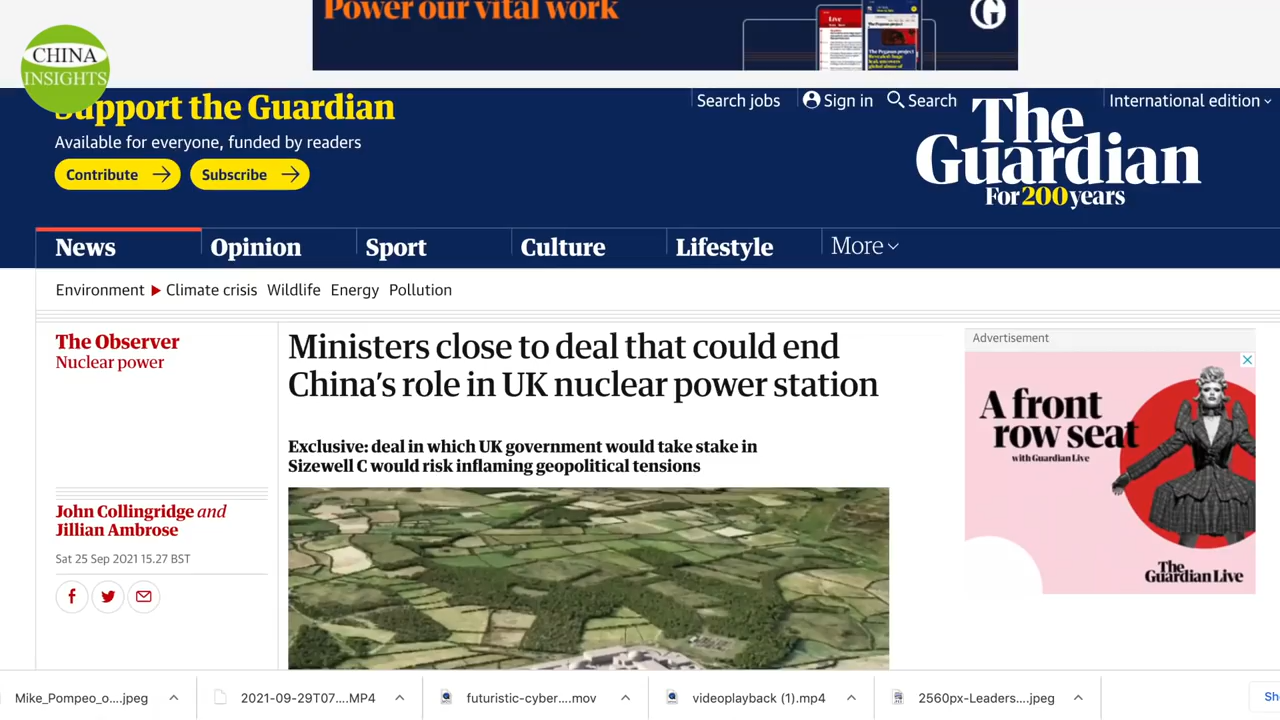 Power our vital work
CHINA
INSIGHTS
Support the Guardian
Available for everyone, funded by readers
Contribute
Subscribe
Search jobs
Sign in
Search
International edition
The
Guardian
For 200 years
News
Opinion
Sport
Culture
Lifestyle
More
Environment
Climate crisis
Wildlife
Energy
Pollution
The Observer
Nuclear power
Ministers close to deal that could end
China's role in UK nuclear power station
Exclusive: deal in which UK government would take stake in
Sizewell C would risk inflaming geopolitical tensions
John Collingridge and
Jillian Ambrose
Sat 25 Sep 2021 15.27 BST
Advertisement
A front
row seat
with Guardian Live
The
Guardian Live
Mike_Pompeo_o....jpeg
2021-09-29T07....MP4
futuristic-cyber....mov
videoplayback (1).mp4
2560px-Leaders....jpeg